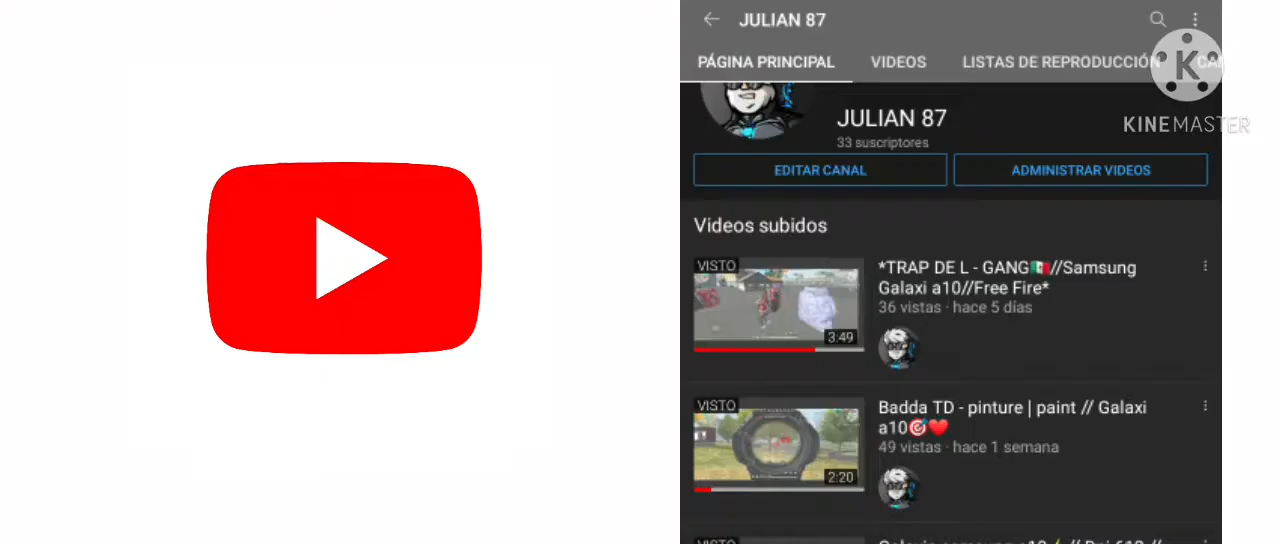 JULIAN 87
PÁGINA PRINCIPAL VIDEOS LISTAS DE REPRODUCCIÓN CA
K
KINEMASTER
JULIAN 87
33 suscriptores
EDITAR CANAL ADMINISTRAR VIDEOS
Videos subidos
VISTO
*TRAP DE L - GANG🇲🇽//Samsung
Galaxi a10//Free Fire*
36 vistas · hace 5 días
3:49
VISTO
Badda TD - pinture | paint // Galaxi
a10🎯❤️
49 vistas · hace 1 semana
2:20